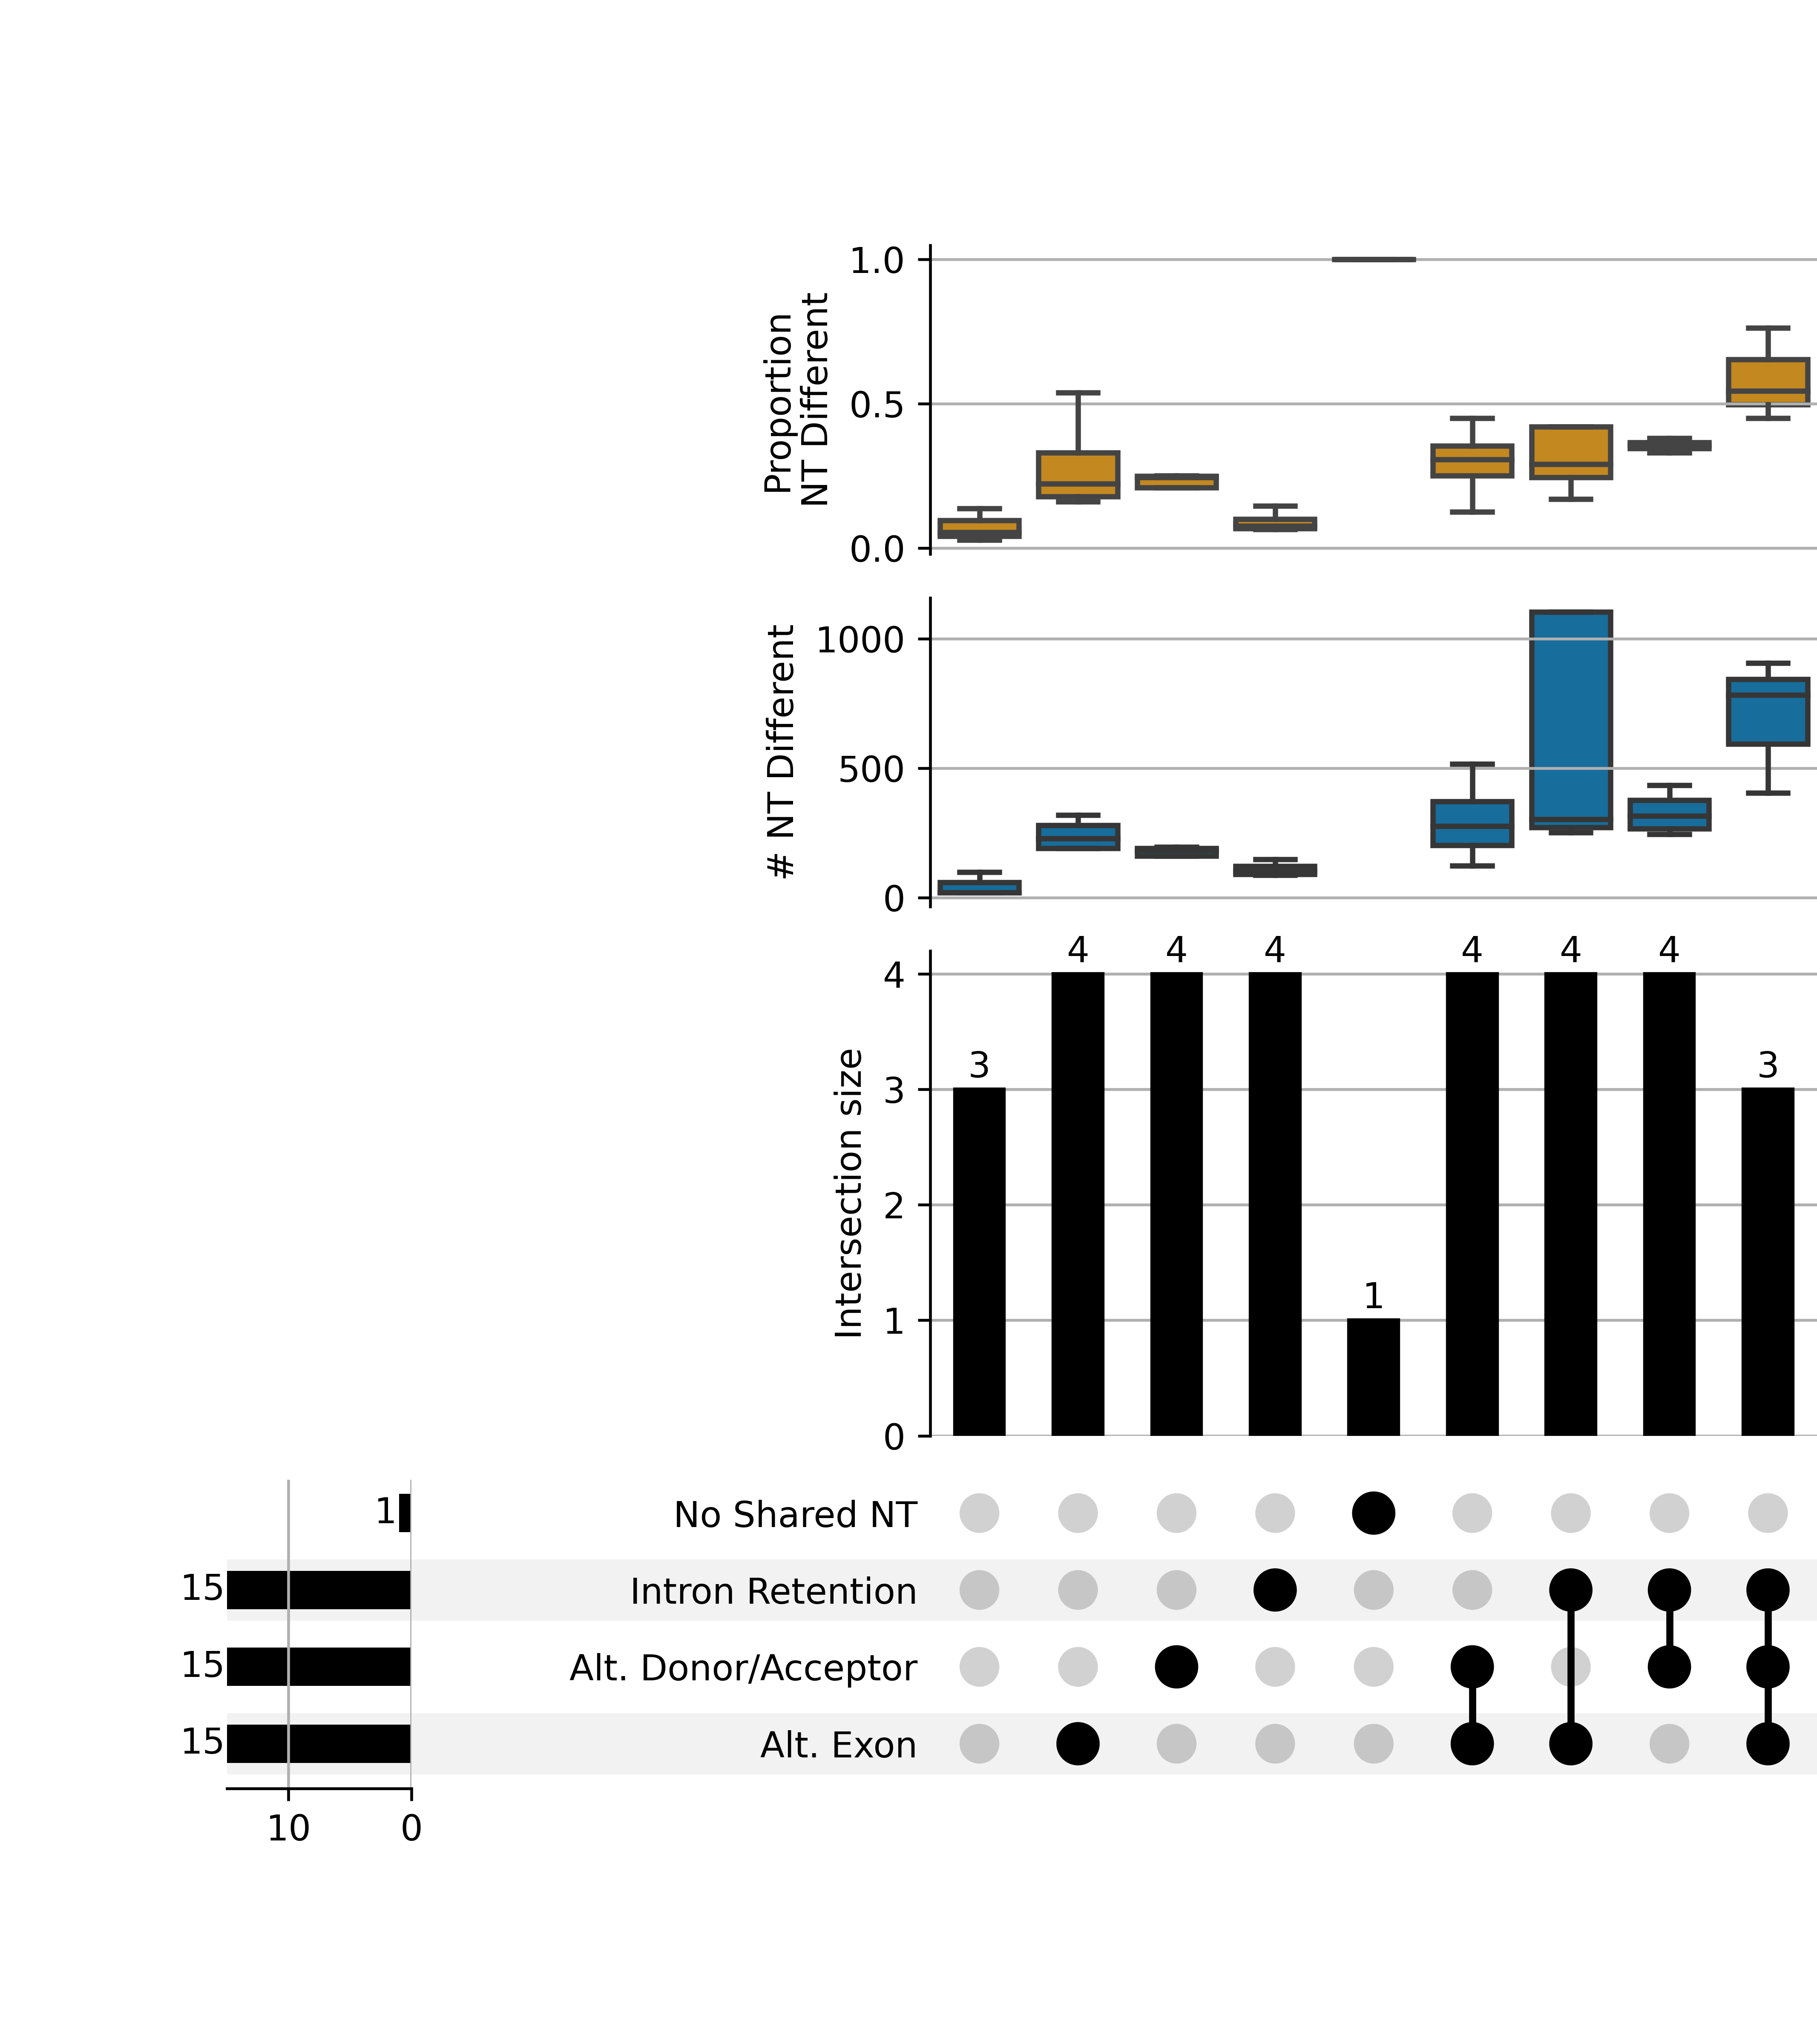 1.0
0.5
0.0
Proportion
NT Different
1000
500
0
# NT Different
4 4 4 4 4 4
3 3
1
4
3
2
1
0
Intersection size
1 No Shared NT
15 Intron Retention
15 Alt. Donor/Acceptor
15 Alt. Exon
10 0